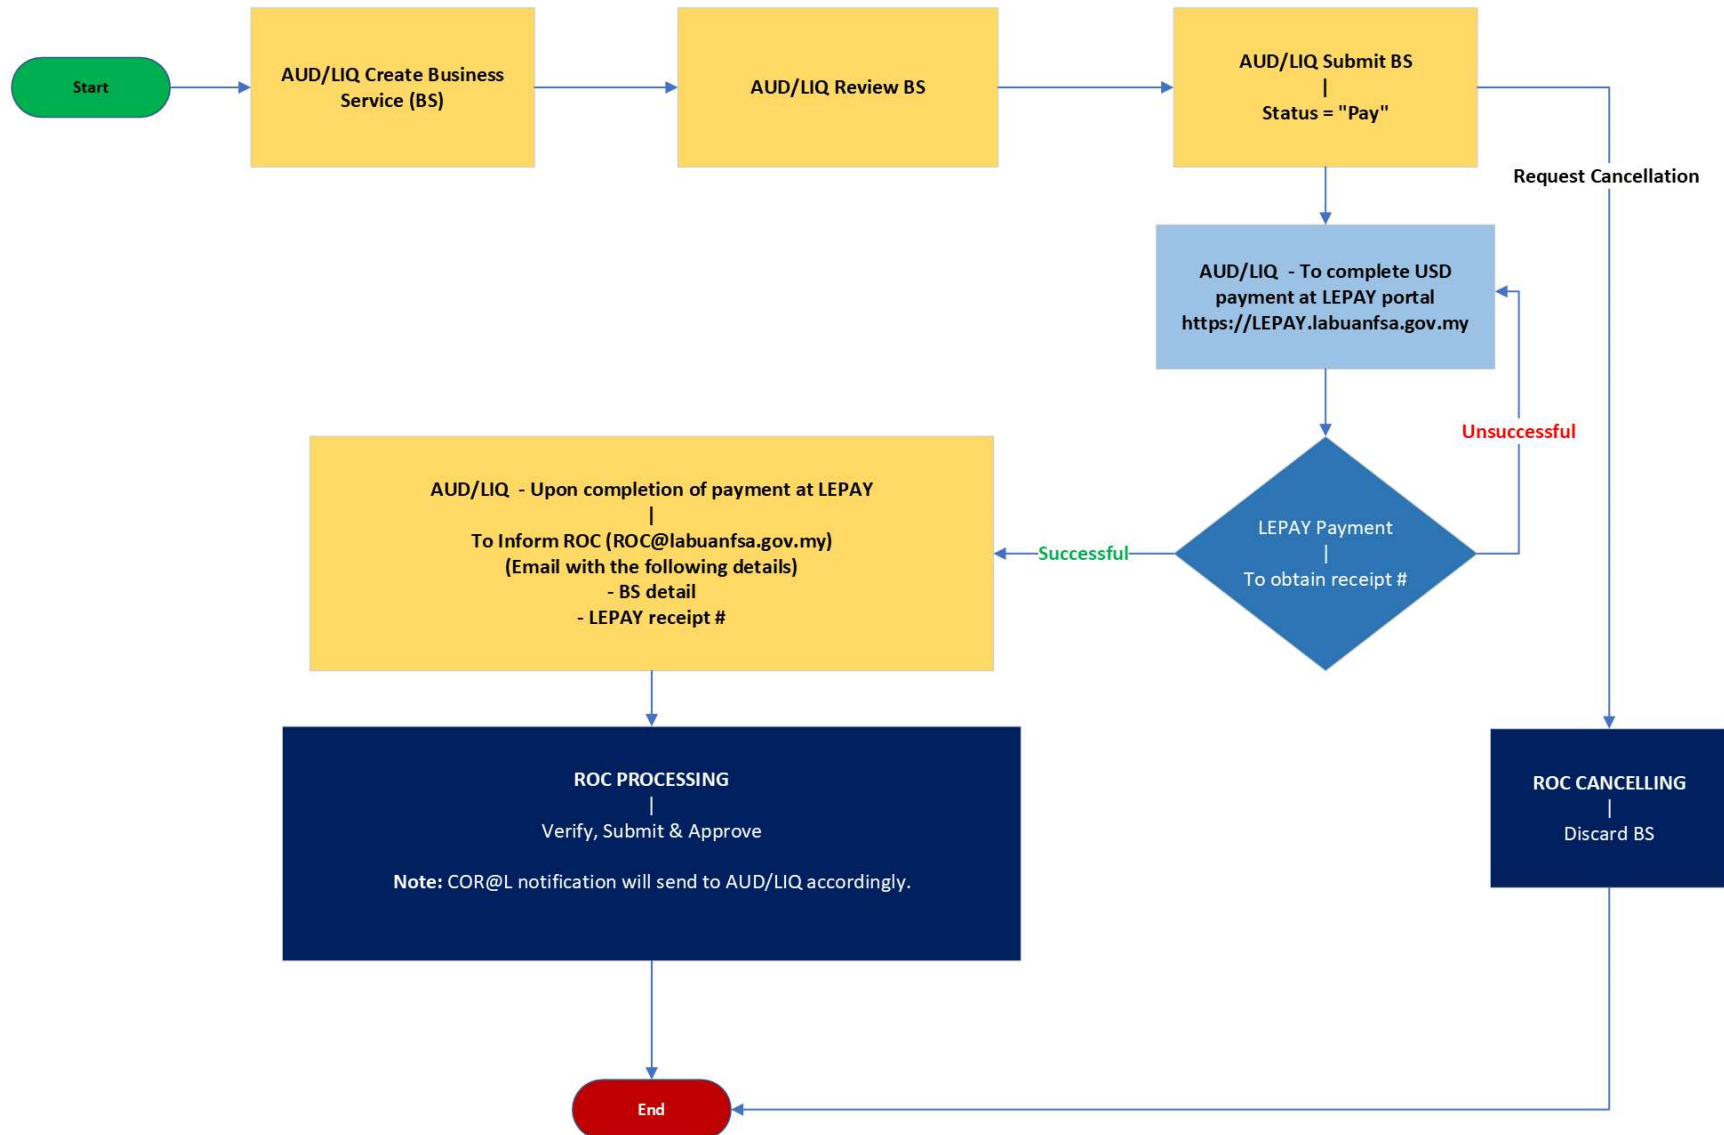 Start
AUD/LIQ Create Business
Service (BS)
AUD/LIQ Review BS
AUD/LIQ Submit BS
|
Status = "Pay"
Request Cancellation
AUD/LIQ  - To complete USD
payment at LEPAY portal
https://LEPAY.labuanfsa.gov.my
Unsuccessful
LEPAY Payment
|
To obtain receipt #
Successful
AUD/LIQ  - Upon completion of payment at LEPAY
|
To Inform ROC (ROC@labuanfsa.gov.my)
(Email with the following details)
- BS detail
- LEPAY receipt #
ROC PROCESSING
|
Verify, Submit & Approve
Note: COR@L notification will send to AUD/LIQ accordingly.
ROC CANCELLING
|
Discard BS
End